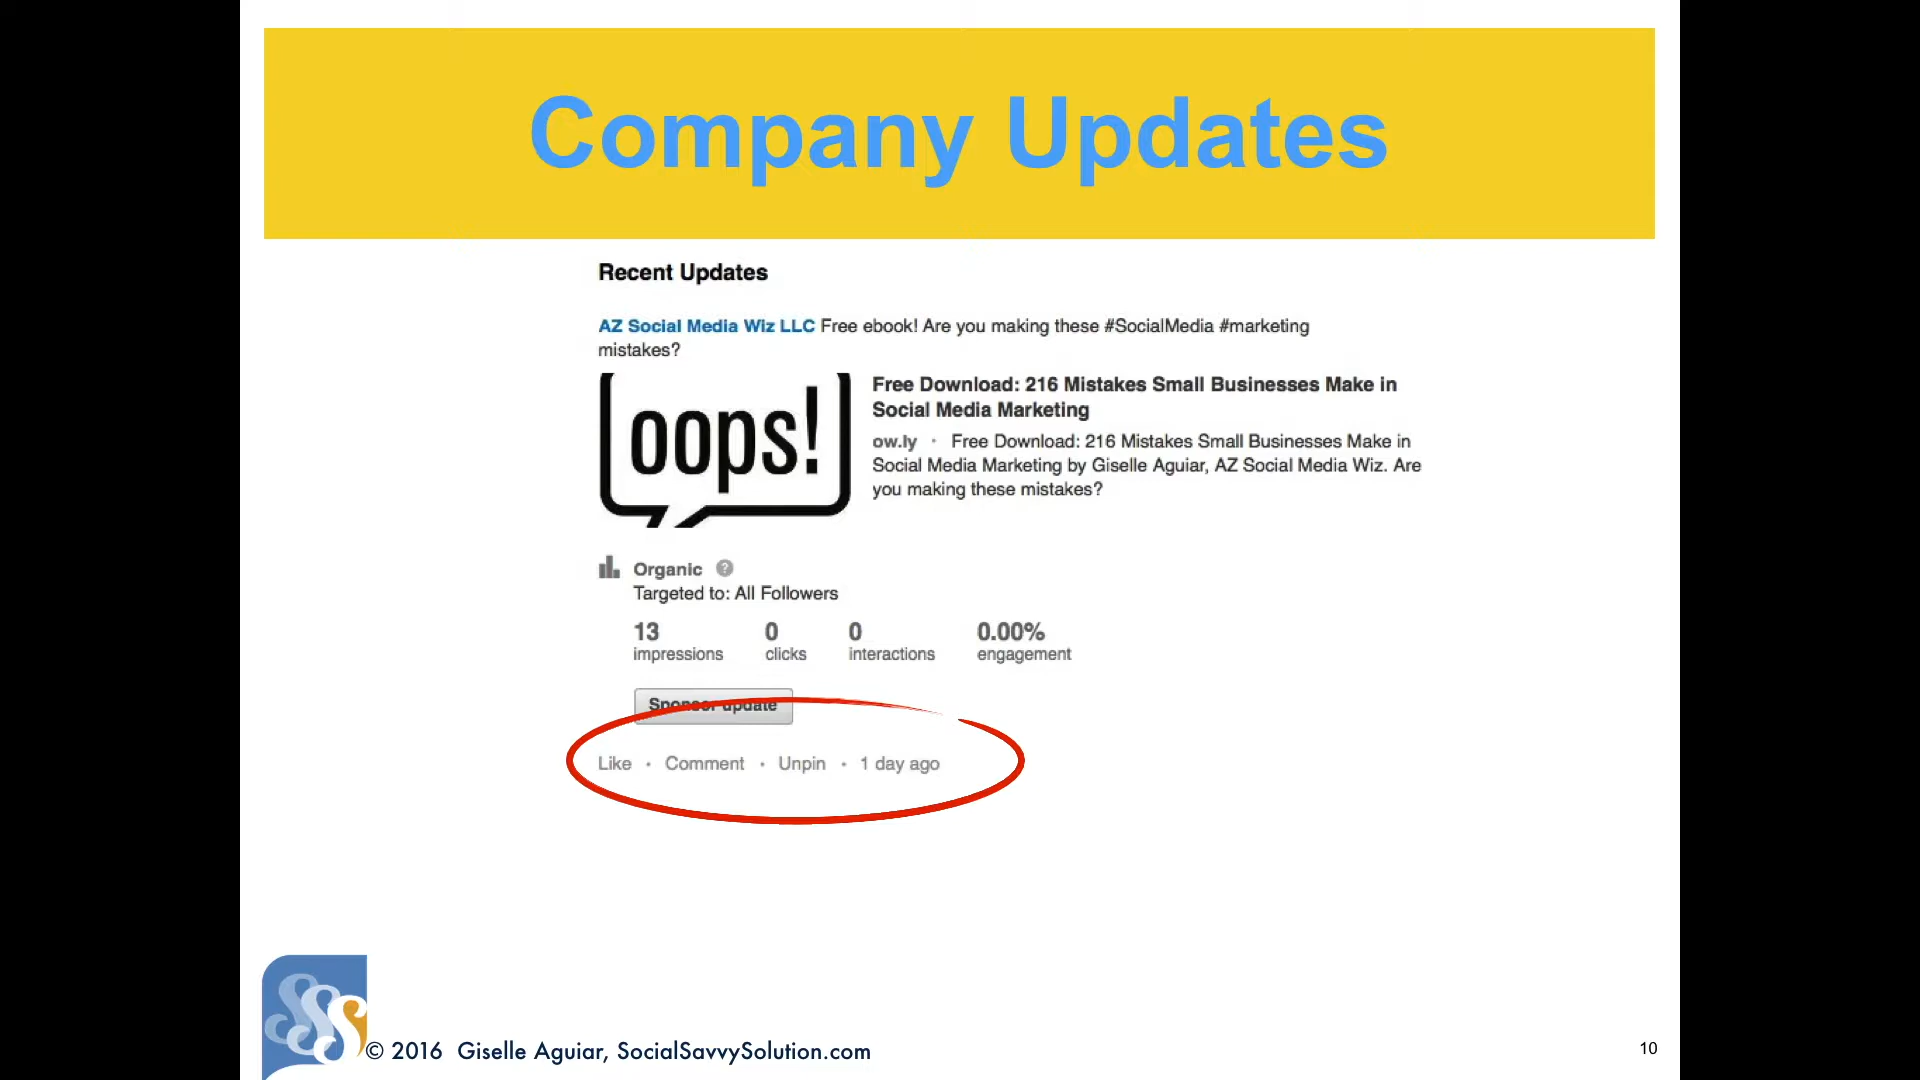 Company Updates
Recent Updates
AZ Social Media Wiz LLC Free ebook! Are you making these #SocialMedia #marketing
mistakes?
oops!
Free Download: 216 Mistakes Small Businesses Make in
Social Media Marketing
ow.ly · Free Download: 216 Mistakes Small Businesses Make in
Social Media Marketing by Giselle Aguiar, AZ Social Media Wiz. Are
you making these mistakes?
Organic ?
Targeted to: All Followers
13 0 0 0.00%
impressions clicks interactions engagement
Sponsor update
Like · Comment · Unpin · 1 day ago
SSS
© 2016 Giselle Aguiar, SocialSavvySolution.com
10